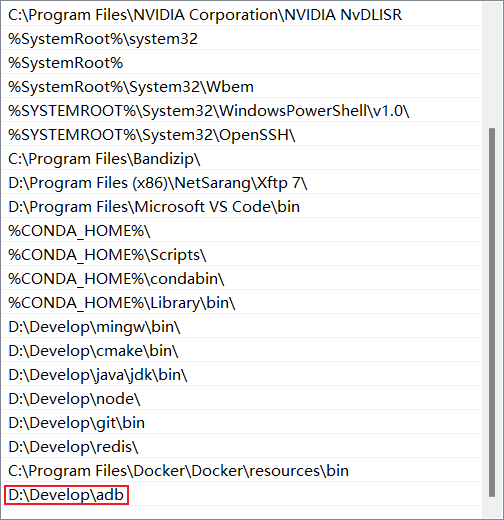 C:\Program Files\NVIDIA Corporation\NVIDIA NvDLISR
%SystemRoot%\system32
%SystemRoot%
%SystemRoot%\System32\Wbem
%SYSTEMROOT%\System32\WindowsPowerShell\v1.0\
%SYSTEMROOT%\System32\OpenSSH\
C:\Program Files\Bandizip\
D:\Program Files (x86)\NetSarang\Xftp 7\
D:\Program Files\Microsoft VS Code\bin
%CONDA_HOME%\
%CONDA_HOME%\Scripts\
%CONDA_HOME%\condabin\
%CONDA_HOME%\Library\bin\
D:\Develop\mingw\bin\
D:\Develop\cmake\bin\
D:\Develop\java\jdk\bin\
D:\Develop\node\
D:\Develop\git\bin
D:\Develop\redis\
C:\Program Files\Docker\Docker\resources\bin
D:\Develop\adb